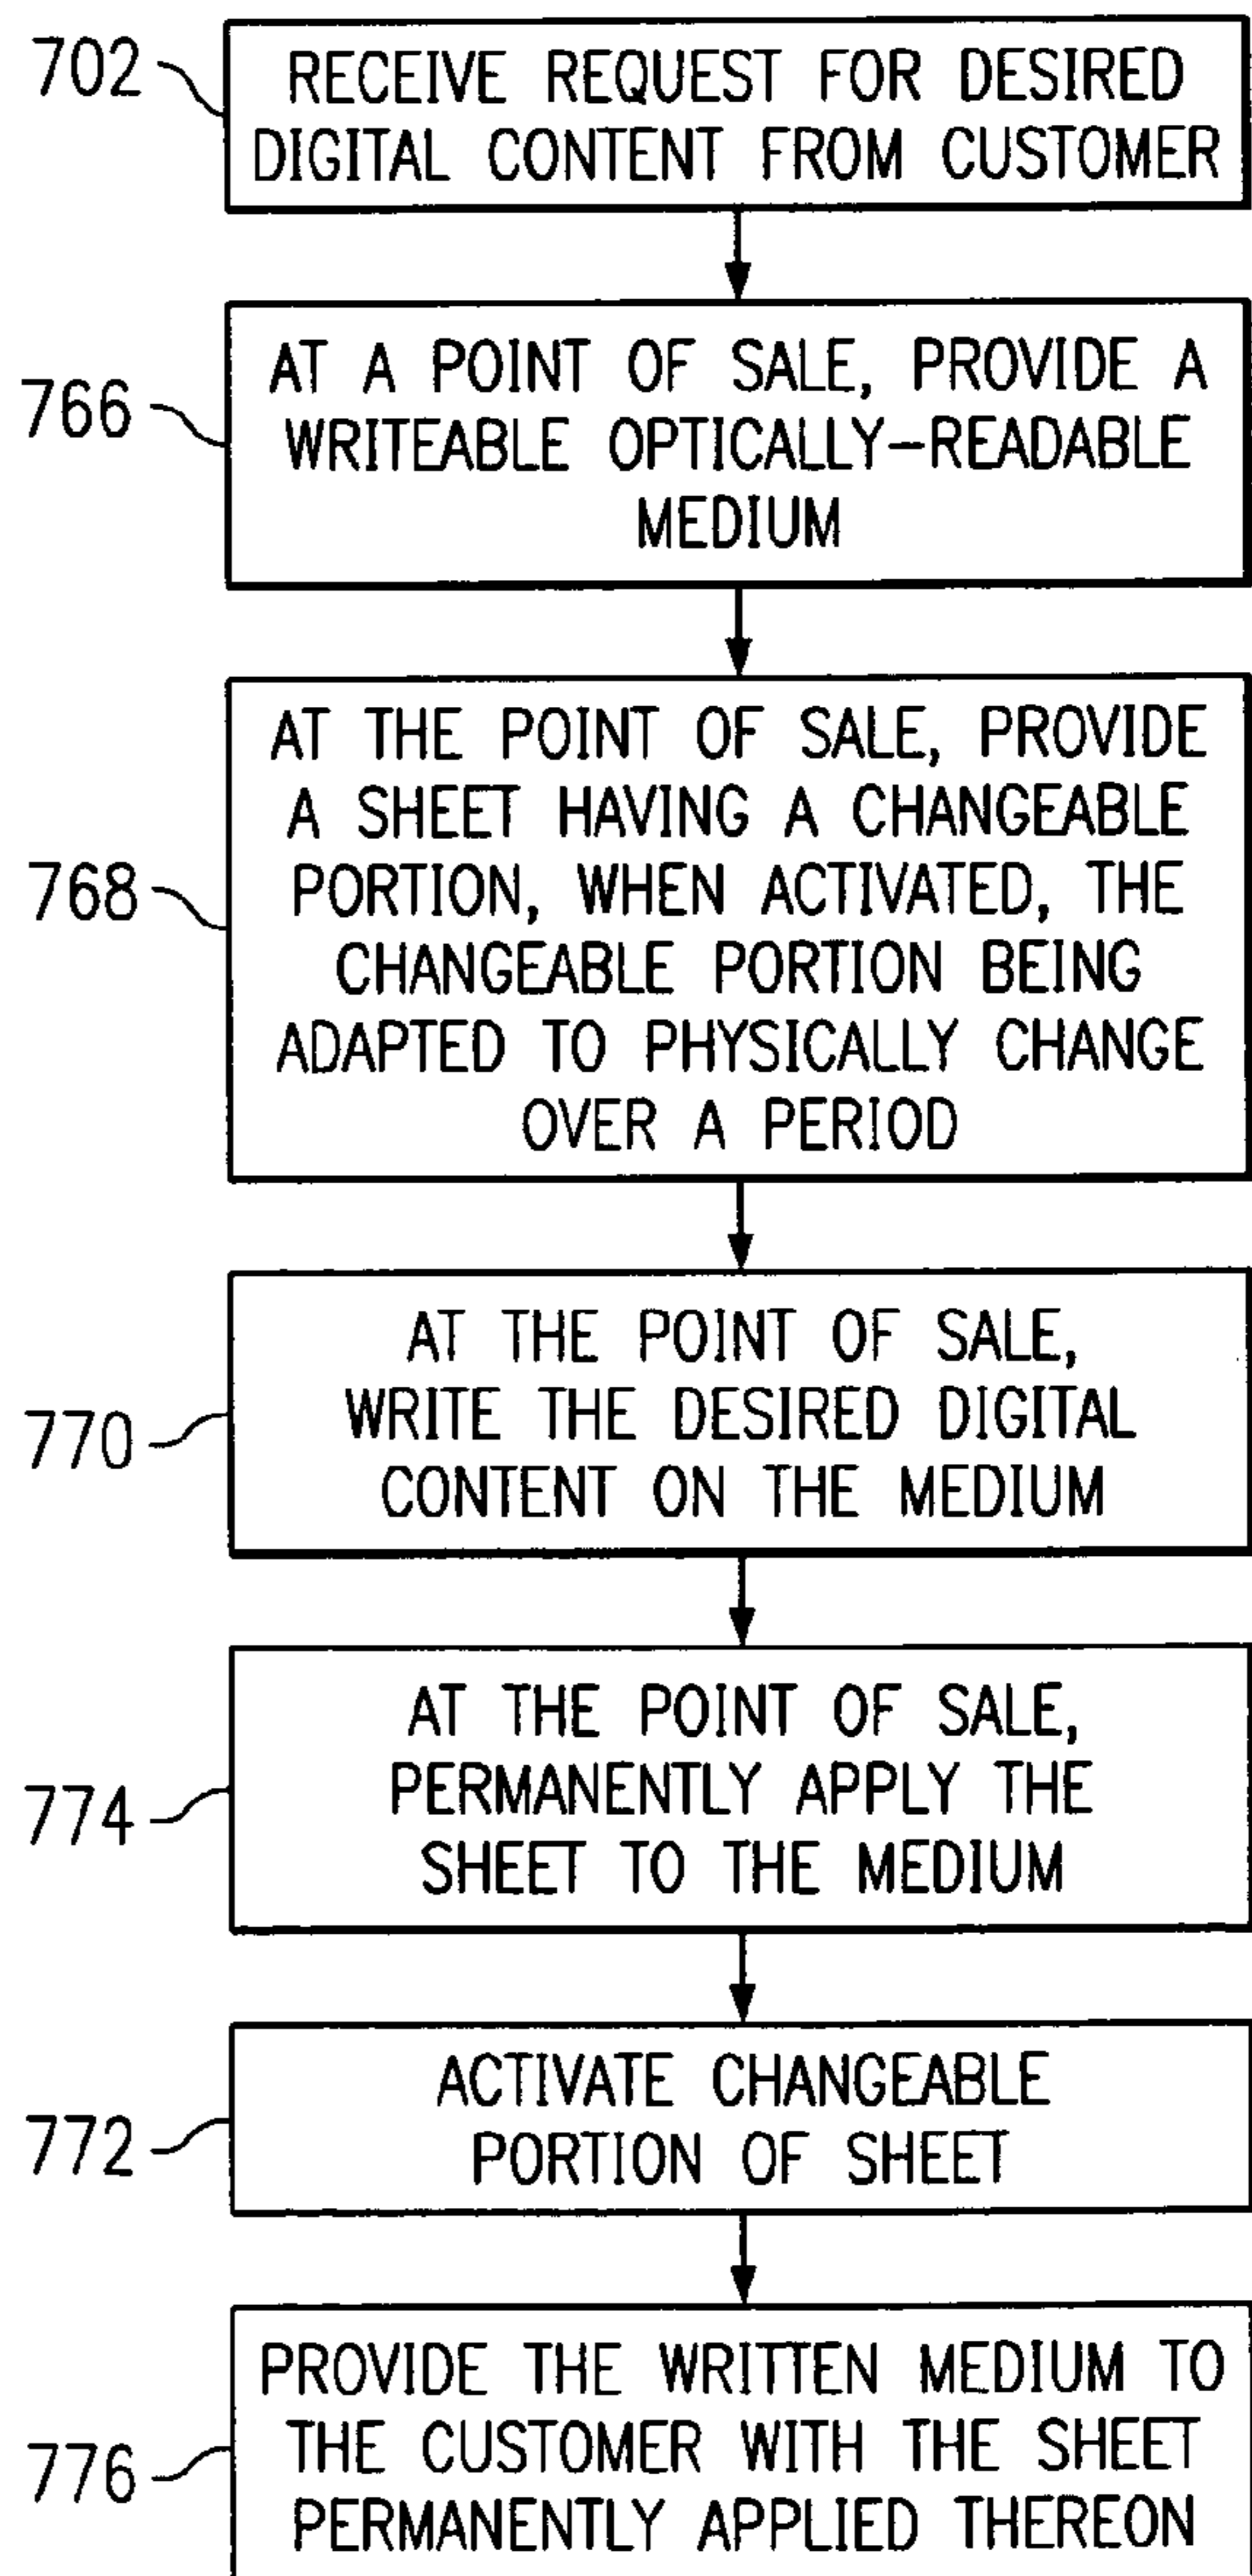 702
RECEIVE REQUEST FOR DESIRED
DIGITAL CONTENT FROM CUSTOMER
766
AT A POINT OF SALE, PROVIDE A
WRITEABLE OPTICALLY-READABLE
MEDIUM
768
AT THE POINT OF SALE, PROVIDE
A SHEET HAVING A CHANGEABLE
PORTION, WHEN ACTIVATED, THE
CHANGEABLE PORTION BEING
ADAPTED TO PHYSICALLY CHANGE
OVER A PERIOD
770
AT THE POINT OF SALE,
WRITE THE DESIRED DIGITAL
CONTENT ON THE MEDIUM
774
AT THE POINT OF SALE,
PERMANENTLY APPLY THE
SHEET TO THE MEDIUM
772
ACTIVATE CHANGEABLE
PORTION OF SHEET
776
PROVIDE THE WRITTEN MEDIUM TO
THE CUSTOMER WITH THE SHEET
PERMANENTLY APPLIED THEREON